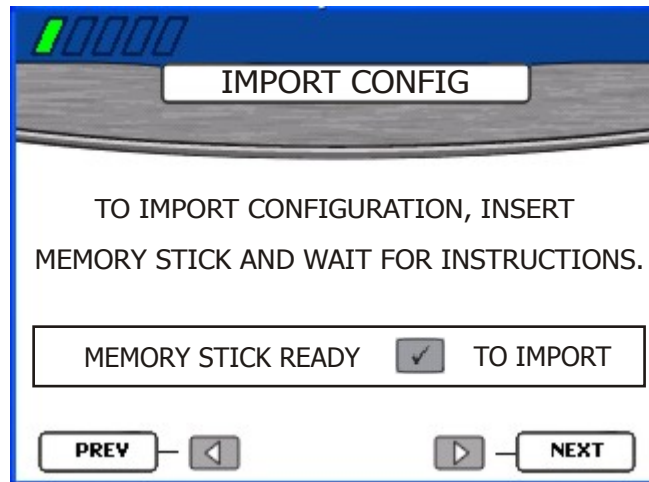 IMPORT CONFIG
TO IMPORT CONFIGURATION, INSERT
MEMORY STICK AND WAIT FOR INSTRUCTIONS.
MEMORY STICK READY ✓ TO IMPORT
PREV NEXT